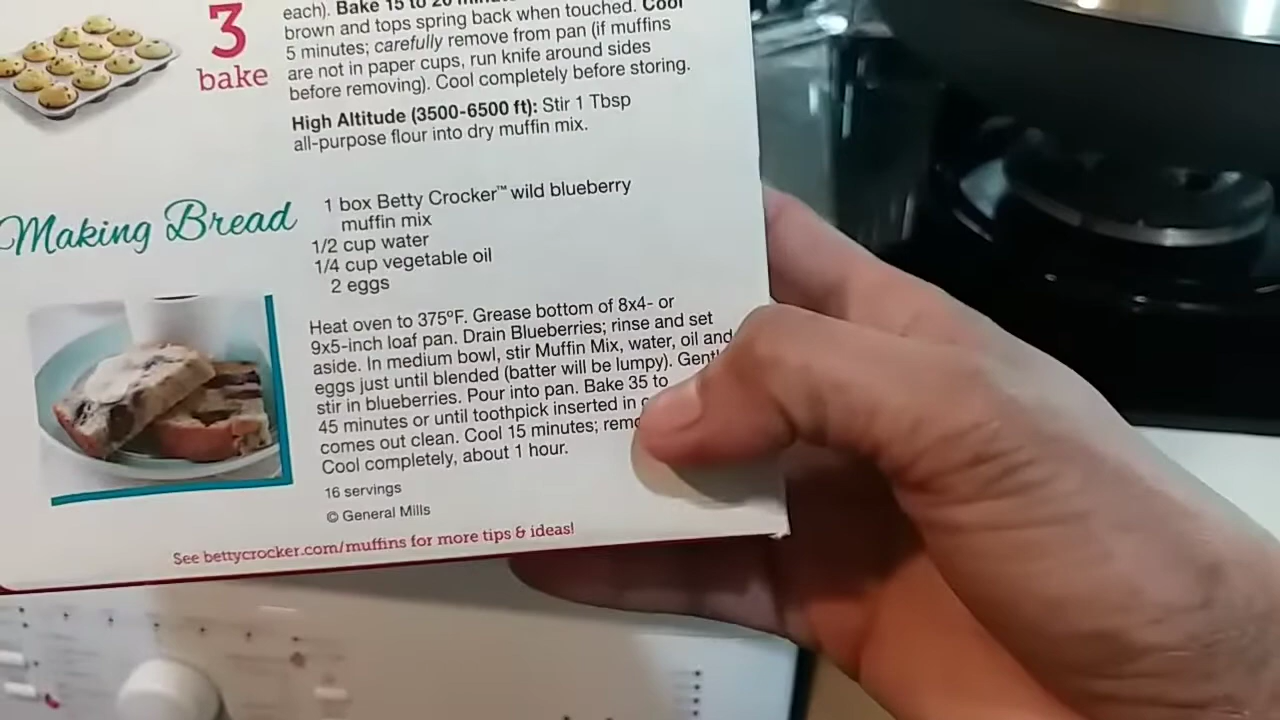 each). Bake 15 to 20
brown and tops spring back when touched. Cool
5 minutes; carefully remove from pan (if muffins
are not in paper cups, run knife around sides
before removing). Cool completely before storing.
3
bake
High Altitude (3500-6500 ft): Stir 1 Tbsp
all-purpose flour into dry muffin mix.
Making Bread
1 box Betty Crocker™ wild blueberry
muffin mix
1/2 cup water
1/4 cup vegetable oil
2 eggs
Heat oven to 375ºF. Grease bottom of 8x4- or
9x5-inch loaf pan. Drain Blueberries; rinse and set
aside. In medium bowl, stir Muffin Mix, water, oil and
eggs just until blended (batter will be lumpy).
stir in blueberries. Pour into pan. Bake 35 to
45 minutes or until toothpick inserted in
comes out clean. Cool 15 minutes;
Cool completely, about 1 hour.
16 servings
© General Mills
See bettycrocker.com/muffins for more tips & ideas!